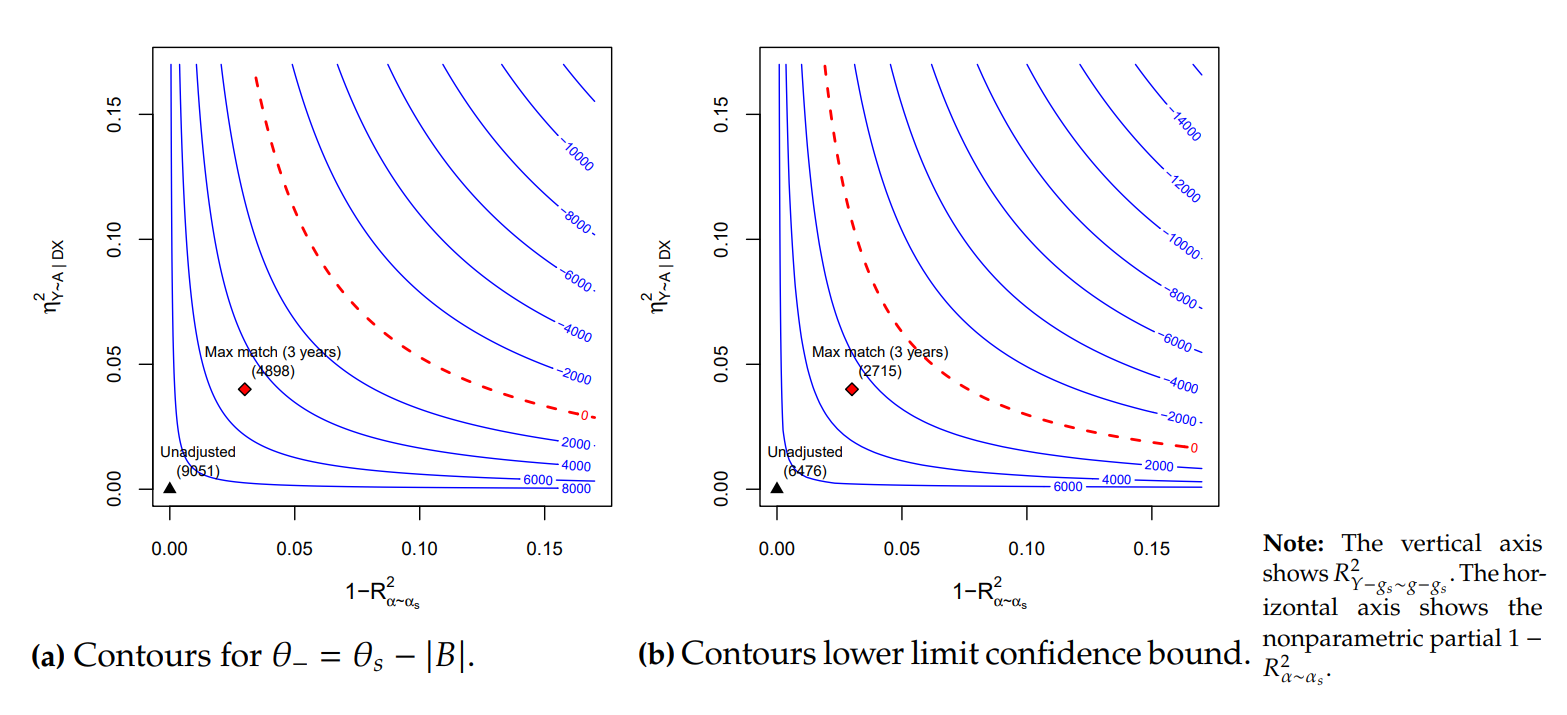 0.15
0.10
0.05
0.00
η²Y~A | DX
Max match (3 years)
(4898)
Unadjusted
(9051)
−10000
−8000
−6000
−4000
−2000
0
2000
4000
6000
8000
0.00 0.05 0.10 0.15
1−R²α~αs
(a) Contours for θ− = θs − |B|.
0.15
0.10
0.05
0.00
η²Y~A | DX
Max match (3 years)
(2715)
Unadjusted
(6476)
−14000
−12000
−10000
−8000
−6000
−4000
−2000
0
2000
4000
6000
0.00 0.05 0.10 0.15
1−R²α~αs
(b) Contours lower limit confidence bound.
Note: The vertical axis
shows R²Y−gs~g−gs. The hor-
izontal axis shows the
nonparametric partial 1 −
R²α~αs.